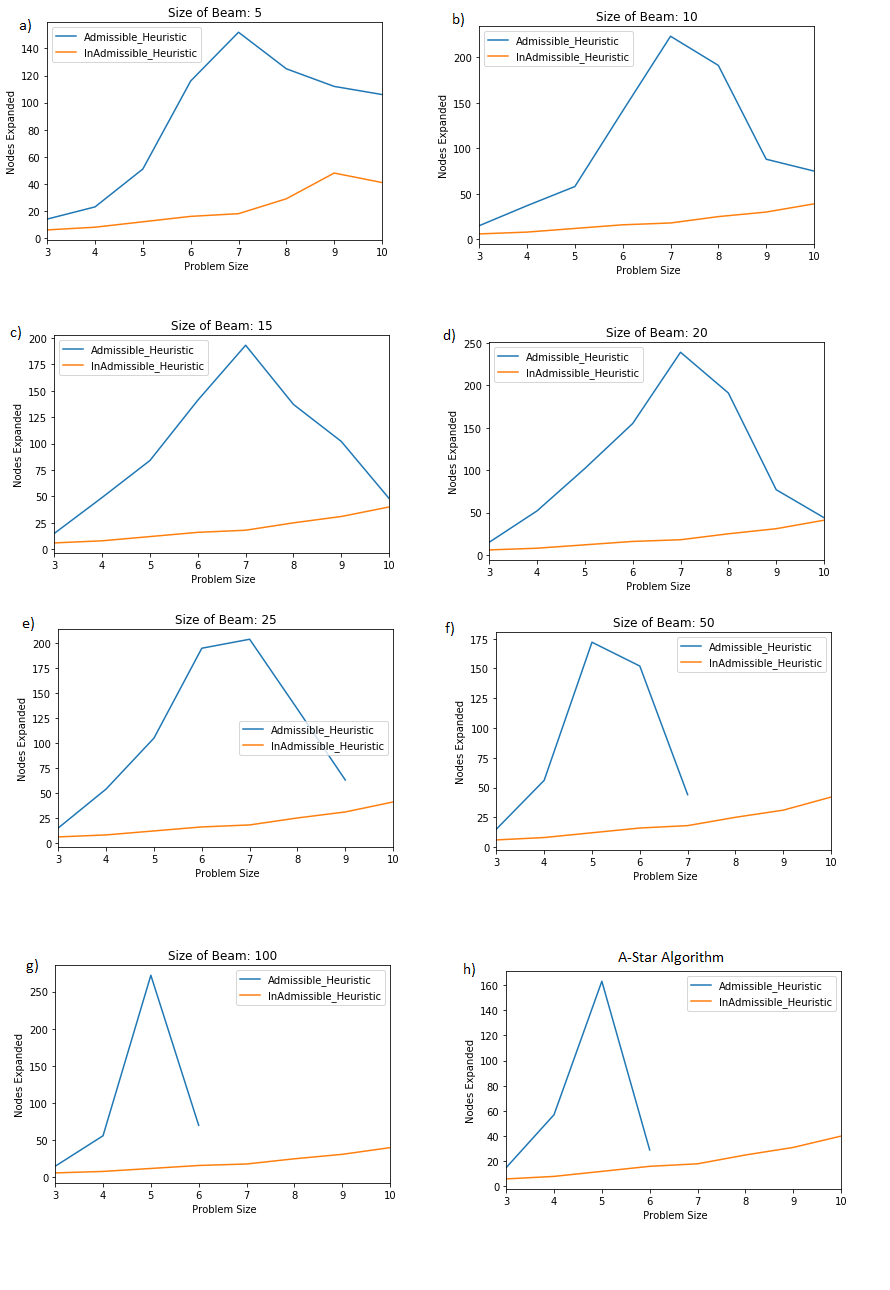 a)
Size of Beam: 5
Admissible_Heuristic
InAdmissible_Heuristic
Nodes Expanded
140
120
100
80
60
40
20
0
3 4 5 6 7 8 9 10
Problem Size
b)
Size of Beam: 10
Admissible_Heuristic
InAdmissible_Heuristic
Nodes Expanded
200
150
100
50
0
3 4 5 6 7 8 9 10
Problem Size
c)
Size of Beam: 15
Admissible_Heuristic
InAdmissible_Heuristic
Nodes Expanded
200
175
150
125
100
75
50
25
0
3 4 5 6 7 8 9 10
Problem Size
d)
Size of Beam: 20
Admissible_Heuristic
InAdmissible_Heuristic
Nodes Expanded
250
200
150
100
50
0
3 4 5 6 7 8 9 10
Problem Size
e)
Size of Beam: 25
Admissible_Heuristic
InAdmissible_Heuristic
Nodes Expanded
200
175
150
125
100
75
50
25
0
3 4 5 6 7 8 9 10
Problem Size
f)
Size of Beam: 50
Admissible_Heuristic
InAdmissible_Heuristic
Nodes Expanded
175
150
125
100
75
50
25
0
3 4 5 6 7 8 9 10
Problem Size
g)
Size of Beam: 100
Admissible_Heuristic
InAdmissible_Heuristic
Nodes Expanded
250
200
150
100
50
0
3 4 5 6 7 8 9 10
Problem Size
h)
A-Star Algorithm
Admissible_Heuristic
InAdmissible_Heuristic
Nodes Expanded
160
140
120
100
80
60
40
20
0
3 4 5 6 7 8 9 10
Problem Size